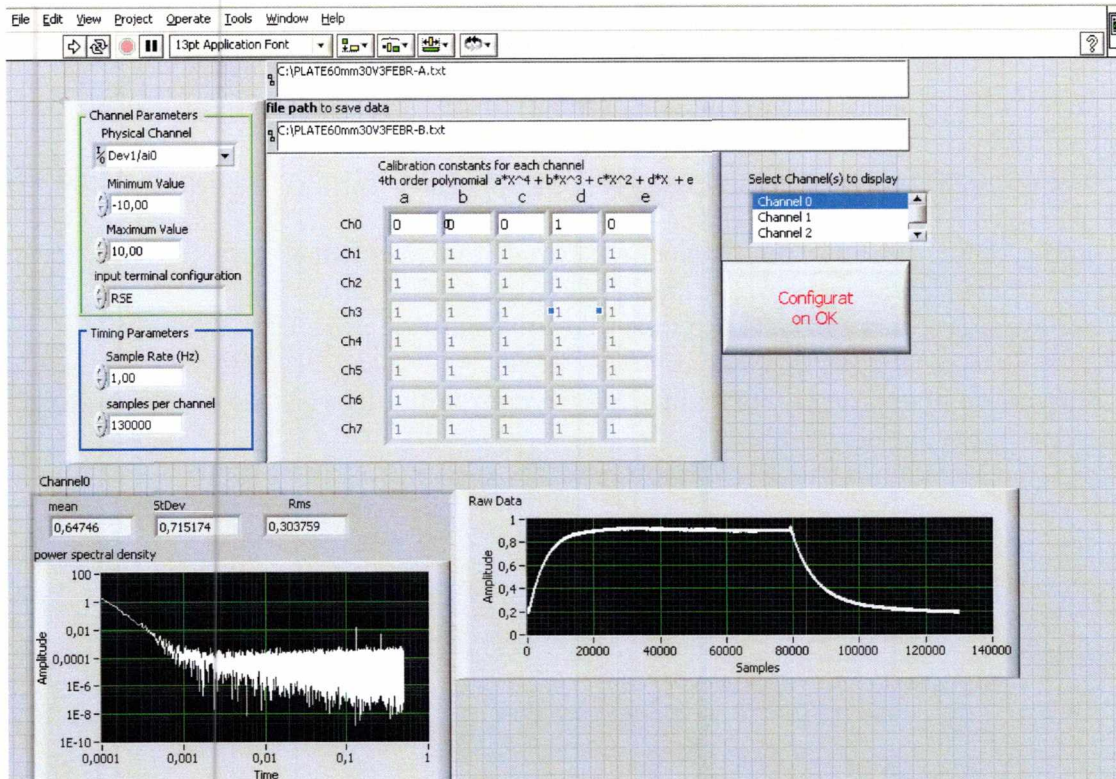 File Edit View Project Operate Tools Window Help
13pt Application Font
C:\PLATE60mm30V3FEBR-A.txt
file path to save data
C:\PLATE60mm30V3FEBR-B.txt
Channel Parameters
Physical Channel
Dev1/ai0
Minimum Value
-10,00
Maximum Value
10,00
input terminal configuration
RSE
Timing Parameters
Sample Rate (Hz)
1,00
samples per channel
130000
Calibration constants for each channel
4th order polynomial a*X^4 + b*X^3 + c*X^2 + d*X + e
a b c d e
Ch0 0 0 0 1 0
Ch1 1 1 1 1 1
Ch2 1 1 1 1 1
Ch3 1 1 1 1 1
Ch4 1 1 1 1 1
Ch5 1 1 1 1 1
Ch6 1 1 1 1 1
Ch7 1 1 1 1 1
Select Channel(s) to display
Channel 0
Channel 1
Channel 2
Configurat
on OK
Channel0
mean StDev Rms
0,64746 0,715174 0,303759
power spectral density
100
1
0,01
0,0001
1E-6
1E-8
1E-10
Amplitude
0,0001 0,001 0,01 0,1 1
Time
Raw Data
1
0,8
0,6
0,4
0,2
0
Amplitude
0 20000 40000 60000 80000 100000 120000 140000
Samples